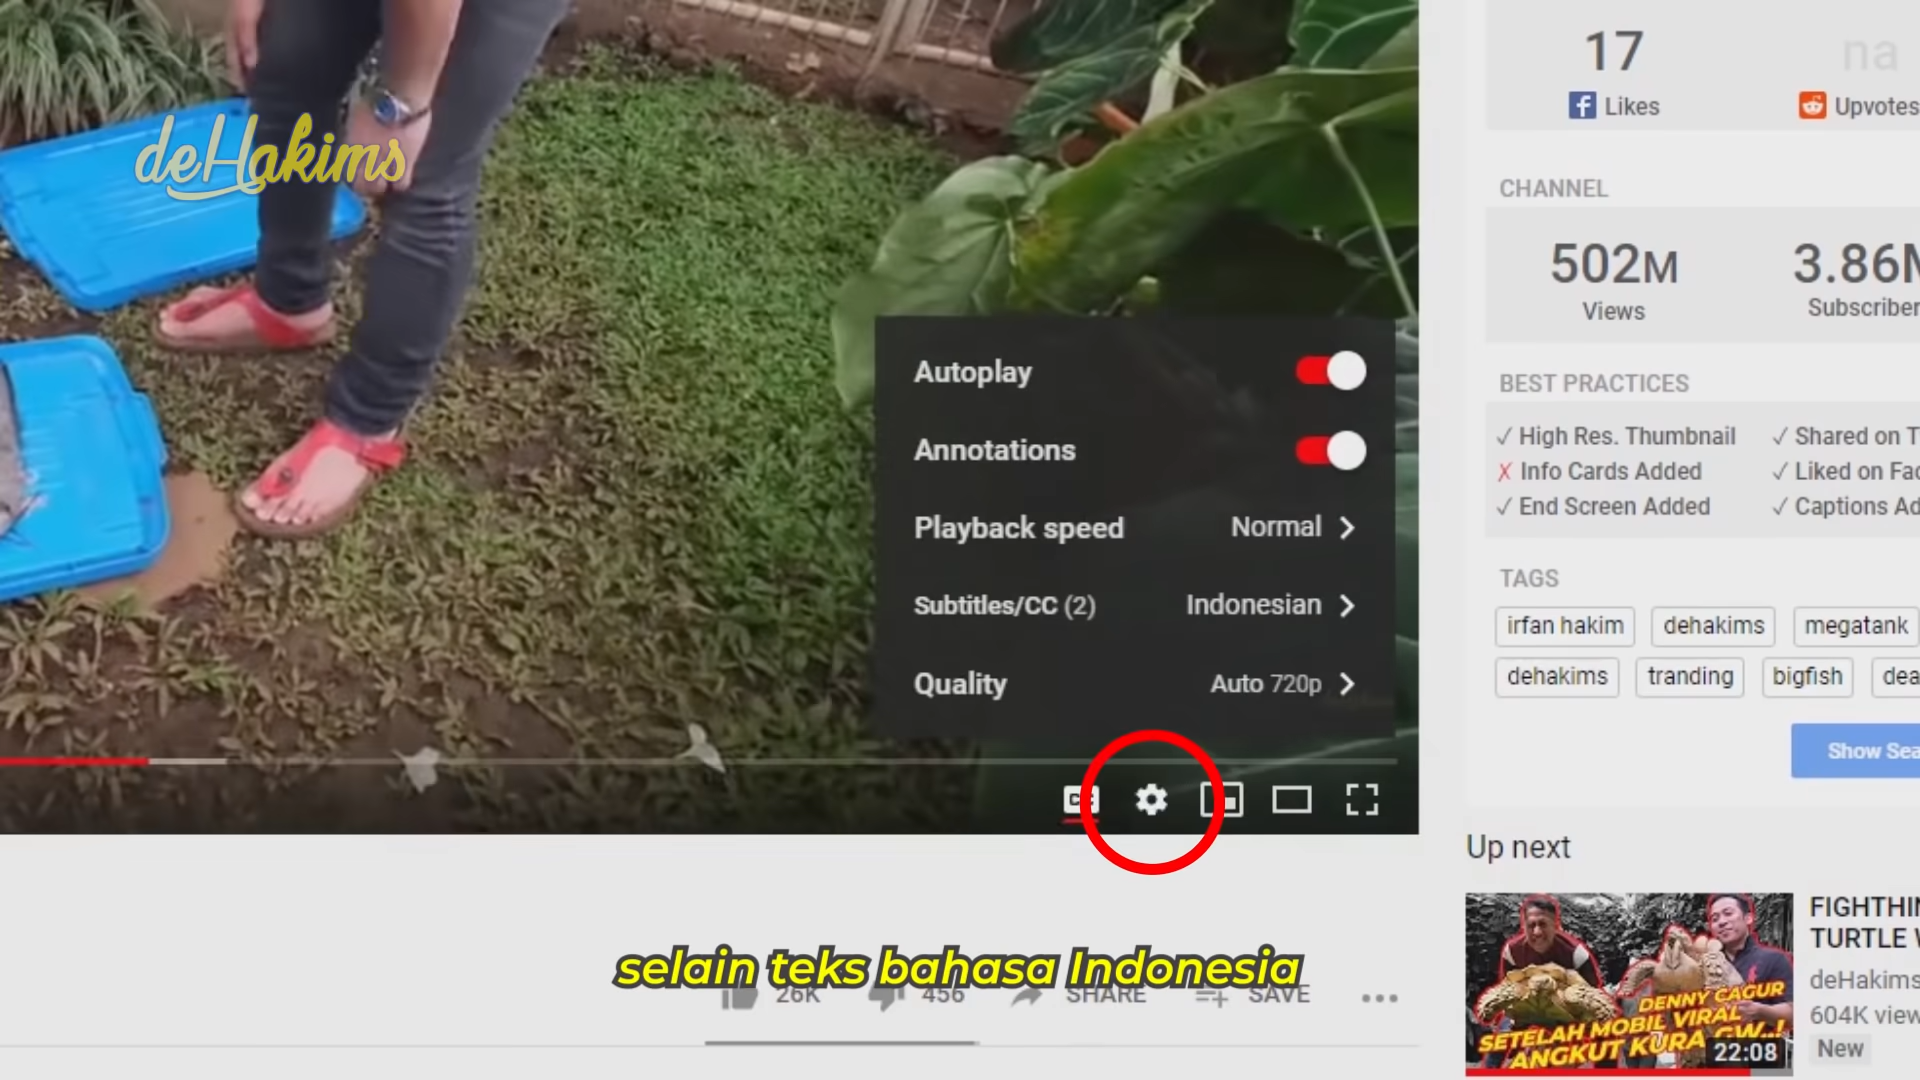 deHakims
Autoplay
Annotations
Playback speed Normal
Subtitles/CC (2) Indonesian
Quality Auto 720p
selain teks bahasa Indonesia
26K 456 SHARE SAVE
17 na
Likes Upvotes
CHANNEL
502M 3.86M
Views Subscriber
BEST PRACTICES
✓ High Res. Thumbnail ✓ Shared on T
✗ Info Cards Added ✓ Liked on Fac
✓ End Screen Added ✓ Captions Ad
TAGS
irfan hakim dehakims megatank
dehakims tranding bigfish dea
Show Sea
Up next
DENNY CAGUR
SETELAH MOBIL VIRAL
ANGKUT KURA GW..!
22:08
FIGHTHIN
TURTLE
deHakims
604K view
New